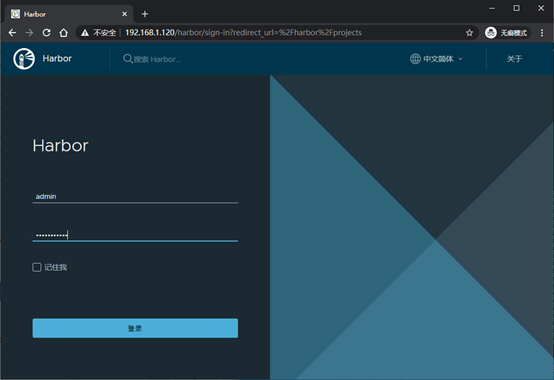 Harbor
不安全 192.168.1.120/harbor/sign-in?redirect_url=%2Fharbor%2Fprojects 无痕模式
Harbor 搜索 Harbor... 中文简体 关于
Harbor
admin
记住我
登录